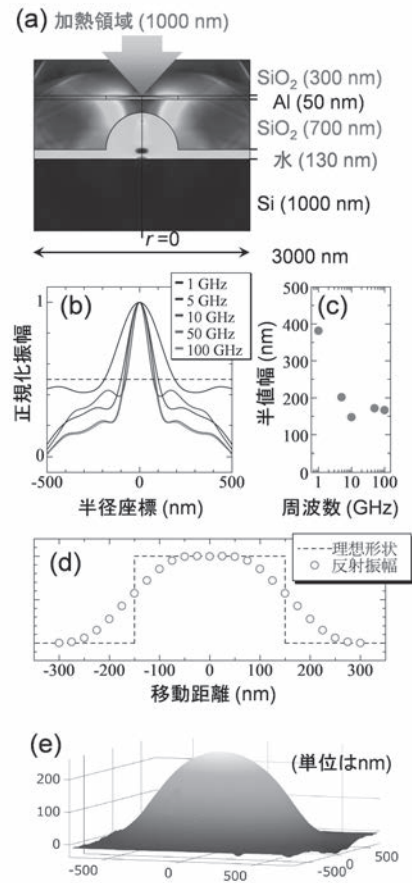 (a) 加熱領域 (1000 nm)
SiO2 (300 nm)
Al (50 nm)
SiO2 (700 nm)
水 (130 nm)
Si (1000 nm)
r=0
3000 nm
(b)
1 GHz
5 GHz
10 GHz
50 GHz
100 GHz
正規化振幅
1
0
-500 0 500
半径座標 (nm)
(c)
半値幅 (nm)
500
400
300
200
100
0
1 10 100
周波数 (GHz)
(d)
理想形状
反射振幅
-300 -200 -100 0 100 200 300
移動距離 (nm)
(e)
(単位はnm)
200
100
0
-500 0 500
-500 0 500